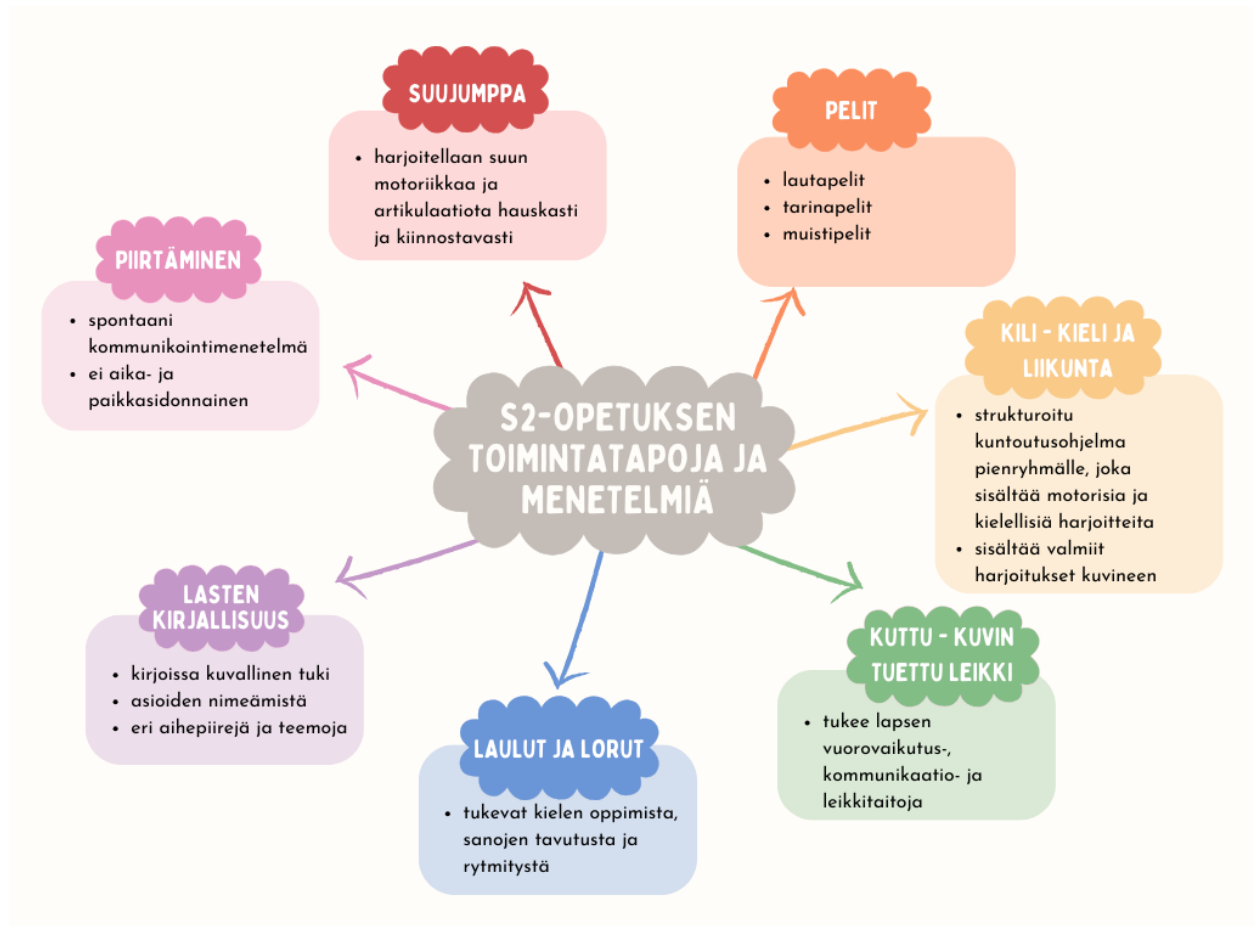 S2-OPETUKSEN
TOIMINTATAPOJA JA
MENETELMIÄ
SUUJUMPPA
• harjoitellaan suun
motoriikkaa ja
artikulaatiota hauskasti
ja kiinnostavasti
PELIT
• lautapelit
• tarinapelit
• muistipelit
KILI - KIELI JA
LIIKUNTA
• strukturoitu
kuntoutusohjelma
pienryhmälle, joka
sisältää motorisia ja
kielellisiä harjoitteita
• sisältää valmiit
harjoitukset kuvineen
KUTTU - KUVIN
TUETTU LEIKKI
• tukee lapsen
vuorovaikutus-,
kommunikaatio- ja
leikkitaitoja
LAULUT JA LORUT
• tukevat kielen oppimista,
sanojen tavutusta ja
rytmitystä
LASTEN
KIRJALLISUUS
• kirjoissa kuvallinen tuki
• asioiden nimeämistä
• eri aihepiirejä ja teemoja
PIIRTÄMINEN
• spontaani
kommunikointimenetelmä
• ei aika- ja
paikkasidonnainen